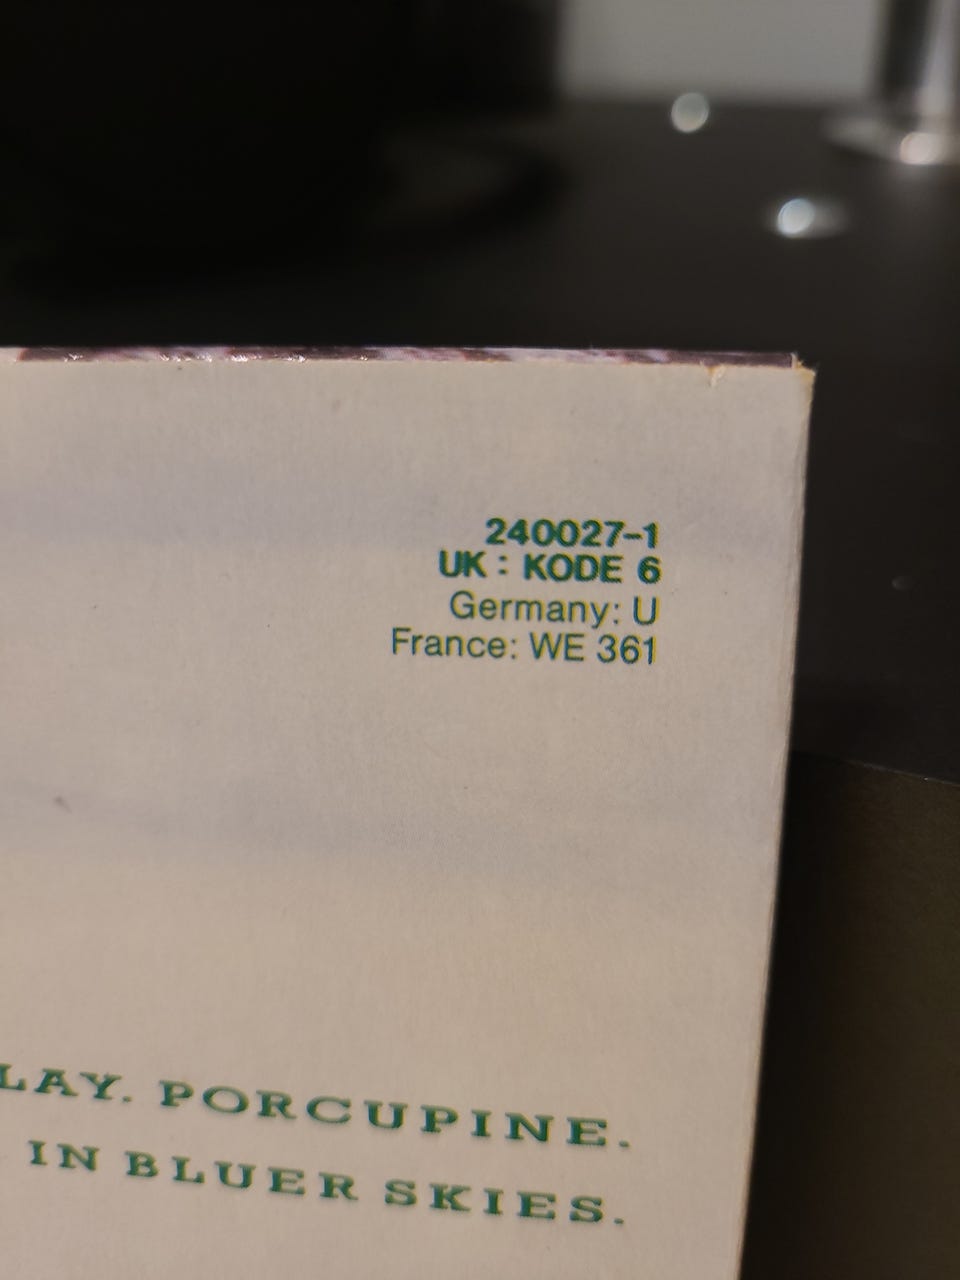 240027-1
UK : KODE 6
Germany: U
France: WE 361
LAY. PORCUPINE.
IN BLUER SKIES.